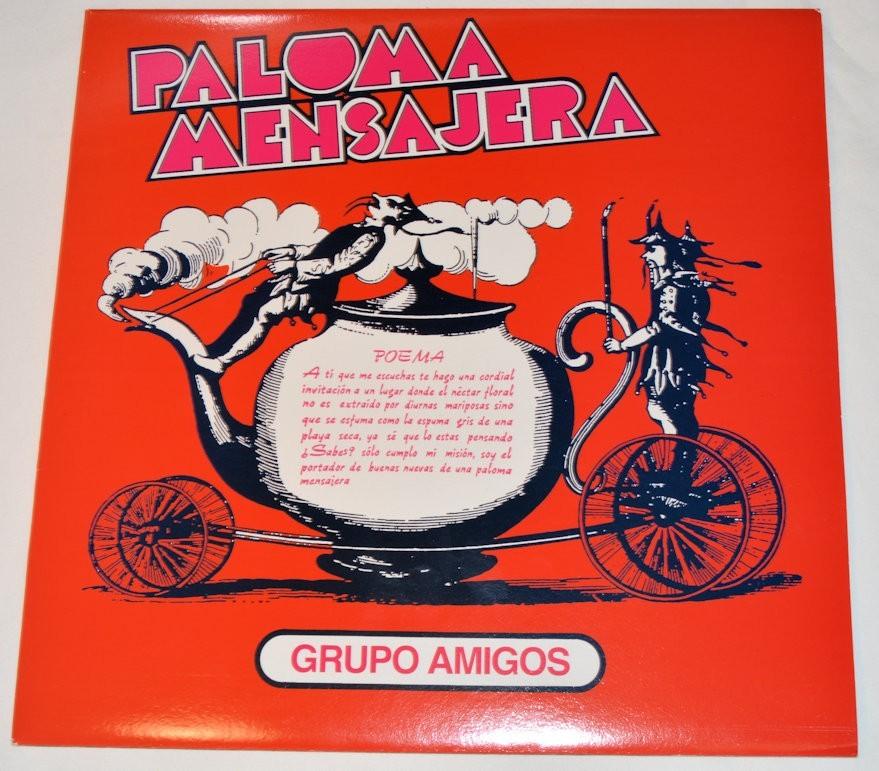 PALOMA
MENSAJERA
POEMA
A tí que me escuchas te hago una cordial
invitación a un lugar donde el néctar floral
no es extraído por diurnas mariposas sino
que se esfuma como la espuma gris de una
playa seca, ya sé que lo estas pensando
¿Sabes? sólo cumplo mi misión, soy el
portador de buenas nuevas de una paloma
mensajera
GRUPO AMIGOS